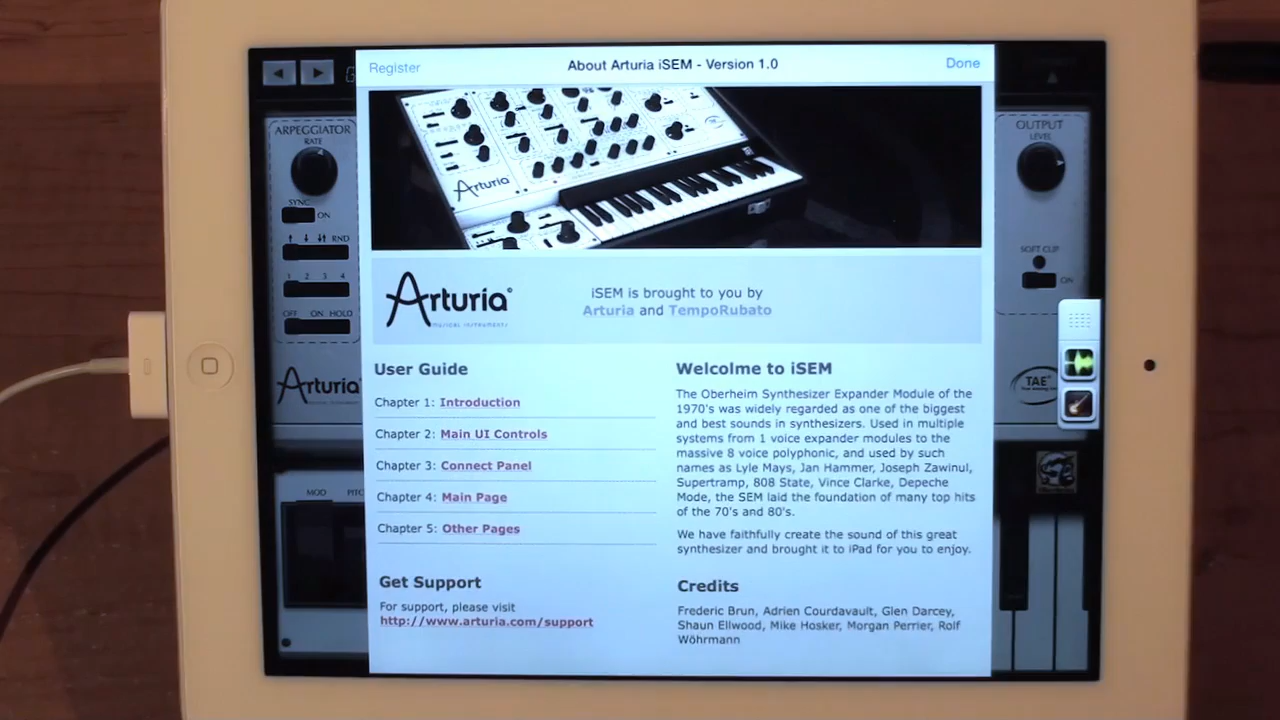 Register
About Arturia iSEM - Version 1.0
Done
ARPEGGIATOR
RATE
SYNC
ON
RND
1 2 3 4
OFF ON HOLD
Arturia
MOD
OUTPUT
LEVEL
SOFT CLIP
ON
TAE
Arturia
Arturia
MUSICAL INSTRUMENTS
iSEM is brought to you by
Arturia and TempoRubato
User Guide
Chapter 1: Introduction
Chapter 2: Main UI Controls
Chapter 3: Connect Panel
Chapter 4: Main Page
Chapter 5: Other Pages
Get Support
For support, please visit
http://www.arturia.com/support
Welcolme to iSEM
The Oberheim Synthesizer Expander Module of the
1970's was widely regarded as one of the biggest
and best sounds in synthesizers. Used in multiple
systems from 1 voice expander modules to the
massive 8 voice polyphonic, and used by such
names as Lyle Mays, Jan Hammer, Joseph Zawinul,
Supertramp, 808 State, Vince Clarke, Depeche
Mode, the SEM laid the foundation of many top hits
of the 70's and 80's.
We have faithfully create the sound of this great
synthesizer and brought it to iPad for you to enjoy.
Credits
Frederic Brun, Adrien Courdavault, Glen Darcey,
Shaun Ellwood, Mike Hosker, Morgan Perrier, Rolf
Wöhrmann